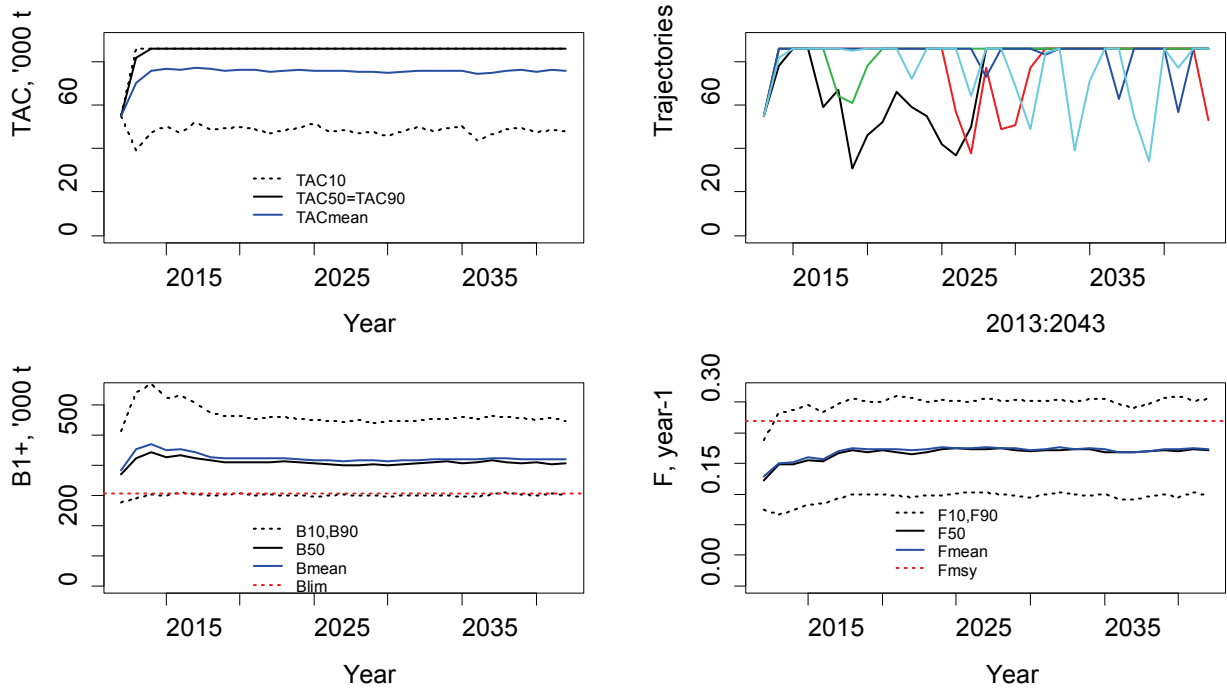 TAC, '000 t
60
20
0
TAC10
TAC50=TAC90
TACmean
2015
2025
2035
Year
Trajectories
60
20
0
2015
2025
2035
2013:2043
B1+, '000 t
500
200
0
B10,B90
B50
Bmean
Blim
2015
2025
2035
Year
F, year-1
0.30
0.15
0.00
F10,F90
F50
Fmean
Fmsy
2015
2025
2035
Year